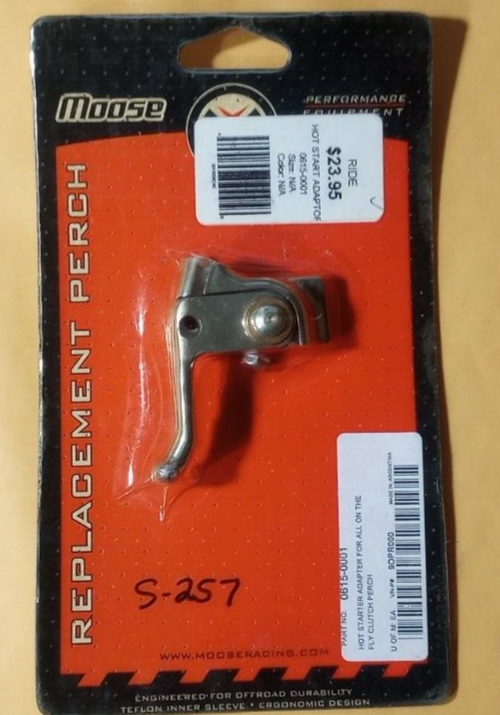 Moose
PERFORMANCE
EQUIPMENT
RIDE
$23.95
HOT START ADAPTOR
0615-0001
Size: N/A
Color: N/A
REPLACEMENT PERCH
PART NO. 0615-0001
HOT STARTER ADAPTER FOR ALL ON THE
FLY CLUTCH PERCH
U OF M: EA VN-P# 9OPR000
MADE IN ARGENTINA
S-257
WWW.MOOSERACING.COM
ENGINEERED FOR OFFROAD DURABILITY
TEFLON INNER SLEEVE • ERGONOMIC DESIGN